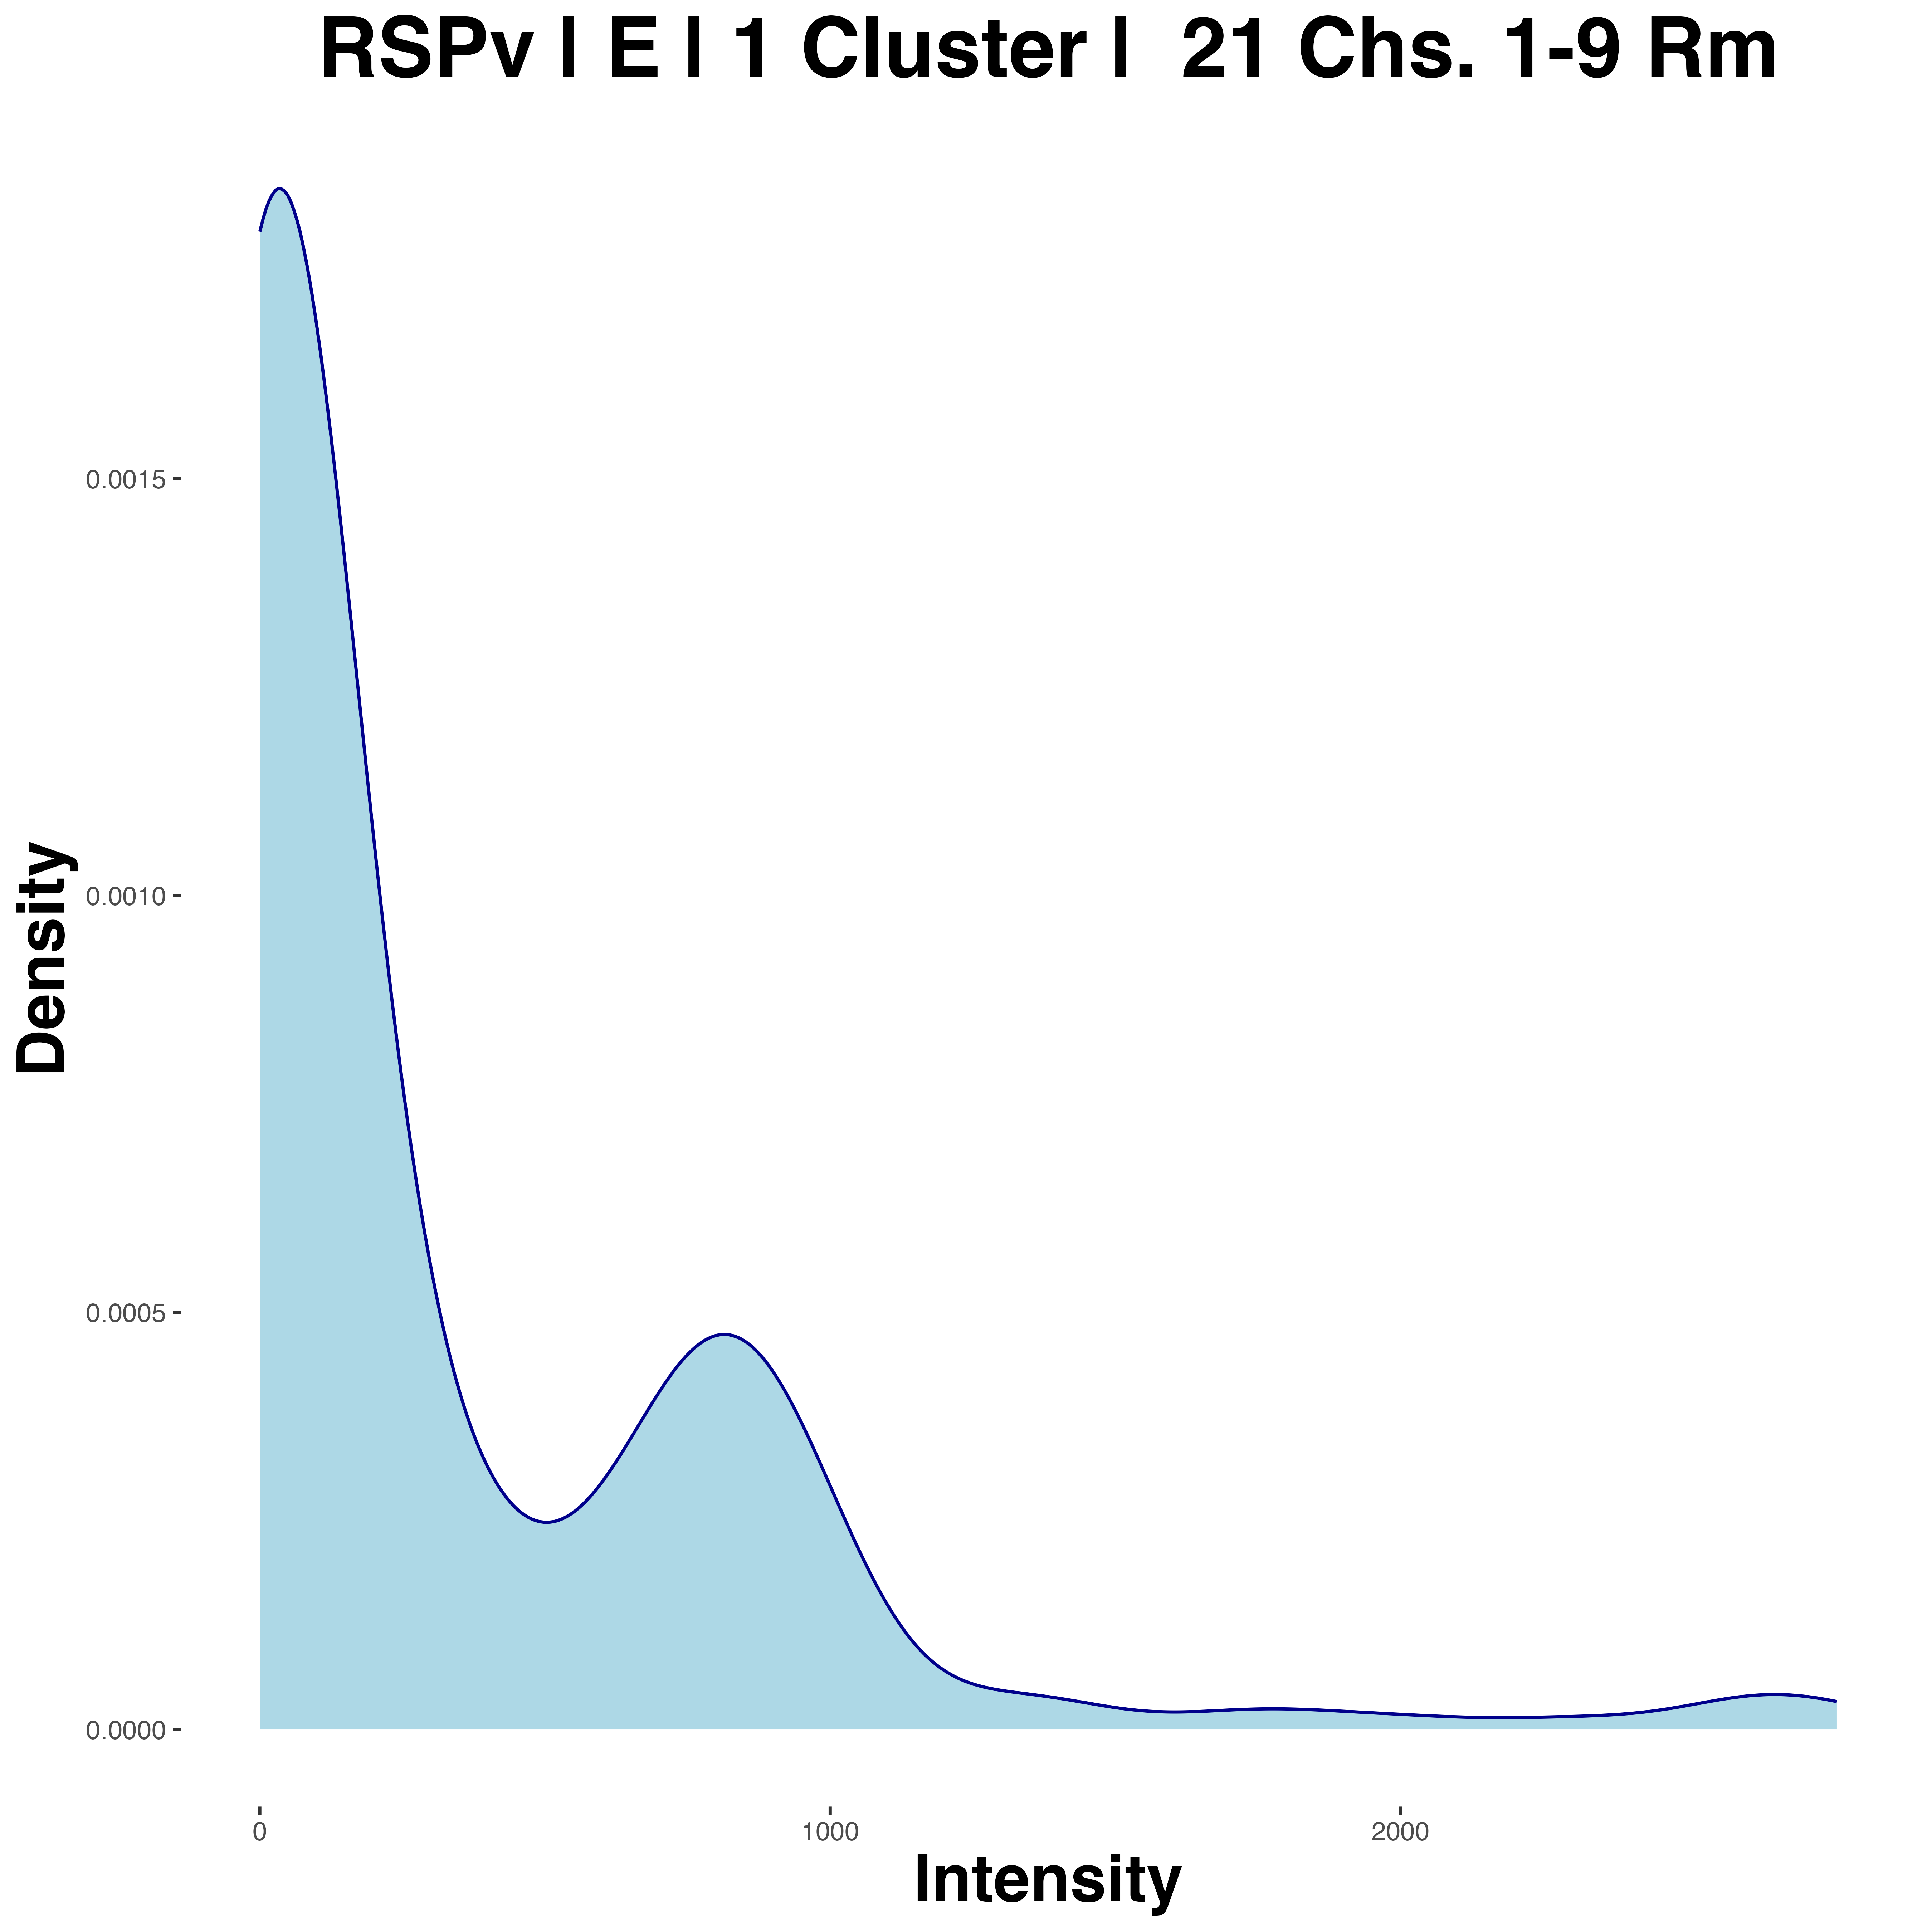 RSPv | E | 1 Cluster |  21 Chs. 1-9 Rm
Density
0.0015
0.0010
0.0005
0.0000
0
1000
2000
Intensity